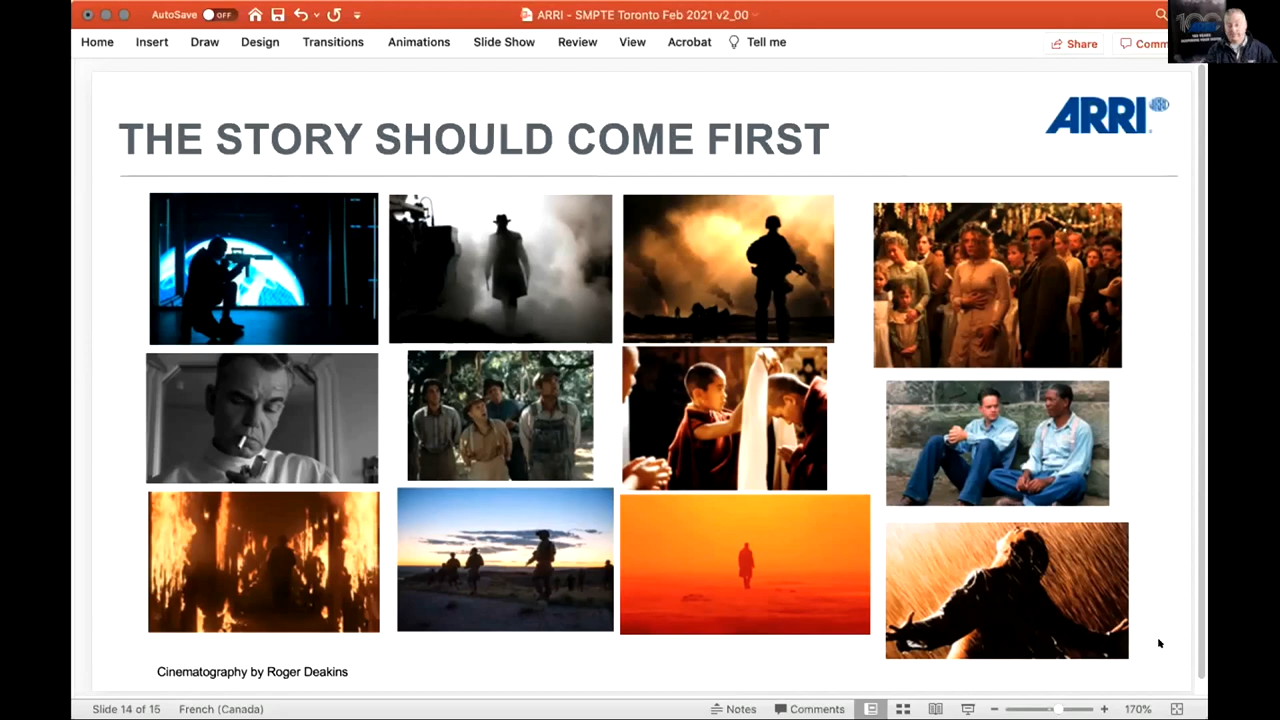 AutoSave OFF
ARRI - SMPTE Toronto Feb 2021 v2_00
Home Insert Draw Design Transitions Animations Slide Show Review View Acrobat Tell me
Share Comm
ARRI
THE STORY SHOULD COME FIRST
Cinematography by Roger Deakins
Slide 14 of 15 French (Canada)
Notes Comments 170%